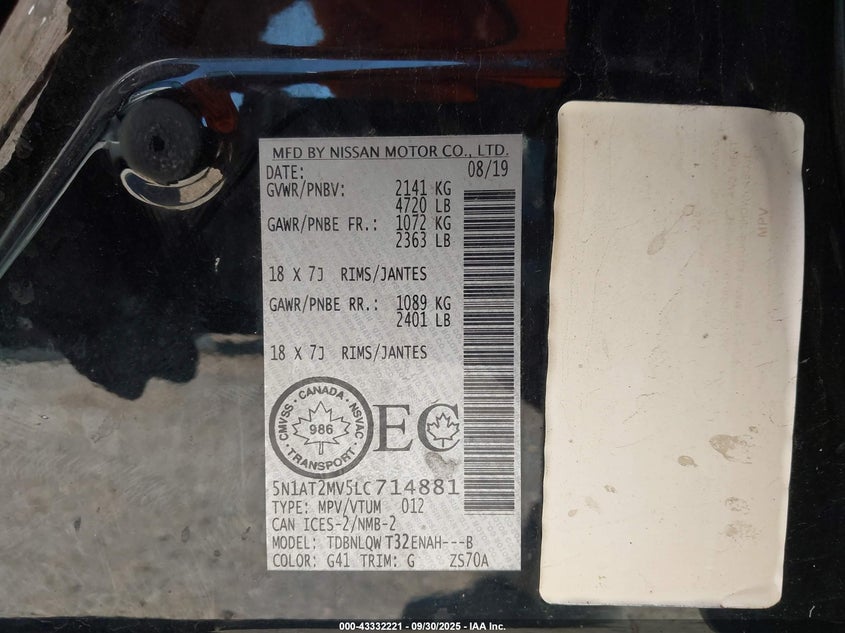 MFD BY NISSAN MOTOR CO., LTD.
DATE: 08/19
GVWR/PNBV: 2141 KG
4720 LB
GAWR/PNBE FR.: 1072 KG
2363 LB
18 X 7J RIMS/JANTES
GAWR/PNBE RR.: 1089 KG
2401 LB
18 X 7J RIMS/JANTES
CMVSS · CANADA · NSVAC
986
TRANSPORT
EC
5N1AT2MV5LC714881
TYPE: MPV/VTUM 012
CAN ICES-2/NMB-2
MODEL: TDBNLQW T32ENAH---B
COLOR: G41 TRIM: G ZS70A
MPV
000-43332221 - 09/30/2025 - IAA Inc.